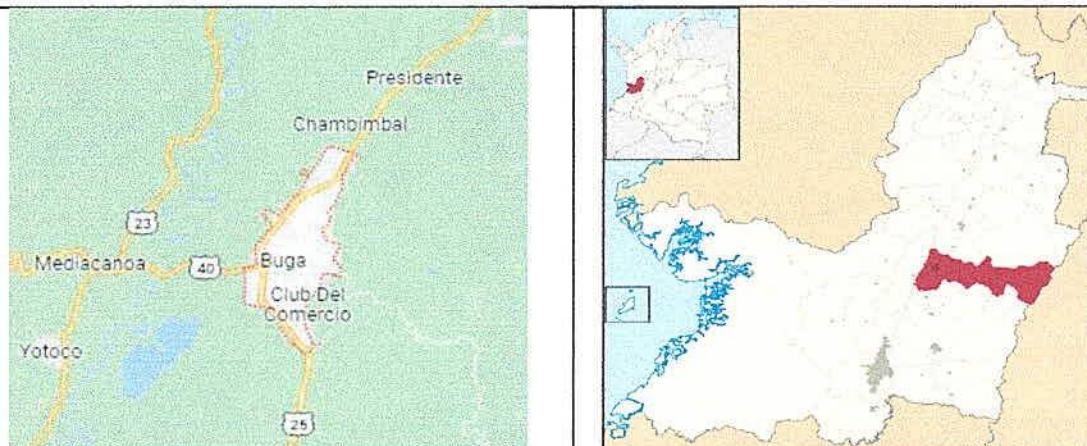 Presidente
Chambimbal
23
Mediacanoa
40
Buga
Club Del
Comercio
Yotoco
25